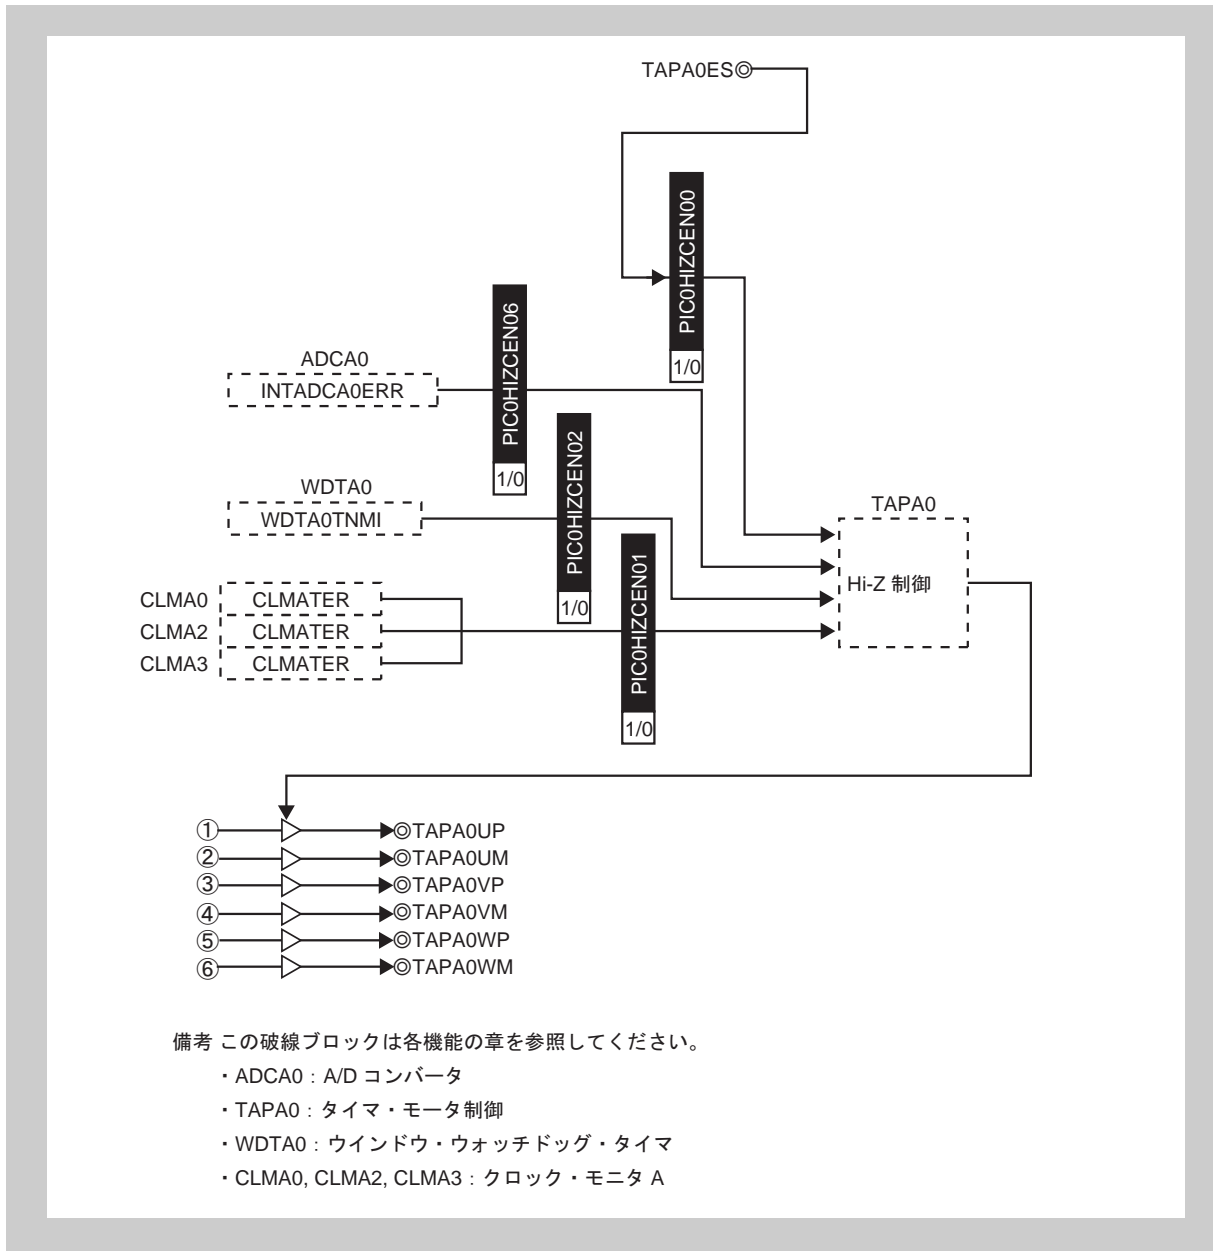 TAPA0ES◎
PIC0HIZCEN00
1/0
PIC0HIZCEN06
1/0
ADCA0
INTADCA0ERR
PIC0HIZCEN02
1/0
WDTA0
WDTA0TNMI
PIC0HIZCEN01
1/0
TAPA0
Hi-Z 制御
CLMA0 CLMATER
CLMA2 CLMATER
CLMA3 CLMATER
① ◎TAPA0UP
② ◎TAPA0UM
③ ◎TAPA0VP
④ ◎TAPA0VM
⑤ ◎TAPA0WP
⑥ ◎TAPA0WM
備考 この破線ブロックは各機能の章を参照してください。
・ADCA0：A/D コンバータ
・TAPA0：タイマ・モータ制御
・WDTA0：ウインドウ・ウォッチドッグ・タイマ
・CLMA0, CLMA2, CLMA3：クロック・モニタ A